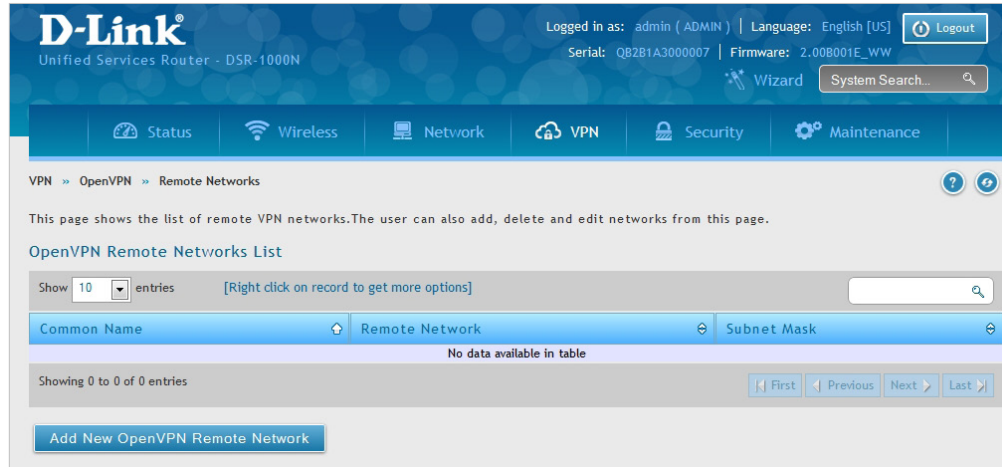 D-Link®
Unified Services Router - DSR-1000N
Logged in as: admin ( ADMIN ) | Language: English [US]
Logout
Serial: QB2B1A3000007 | Firmware: 2.00B001E_WW
Wizard
System Search...
Status Wireless Network VPN Security Maintenance
VPN » OpenVPN » Remote Networks
?
This page shows the list of remote VPN networks.The user can also add, delete and edit networks from this page.
OpenVPN Remote Networks List
Show 10 entries [Right click on record to get more options]
Common Name Remote Network Subnet Mask
No data available in table
Showing 0 to 0 of 0 entries
First Previous Next Last
Add New OpenVPN Remote Network